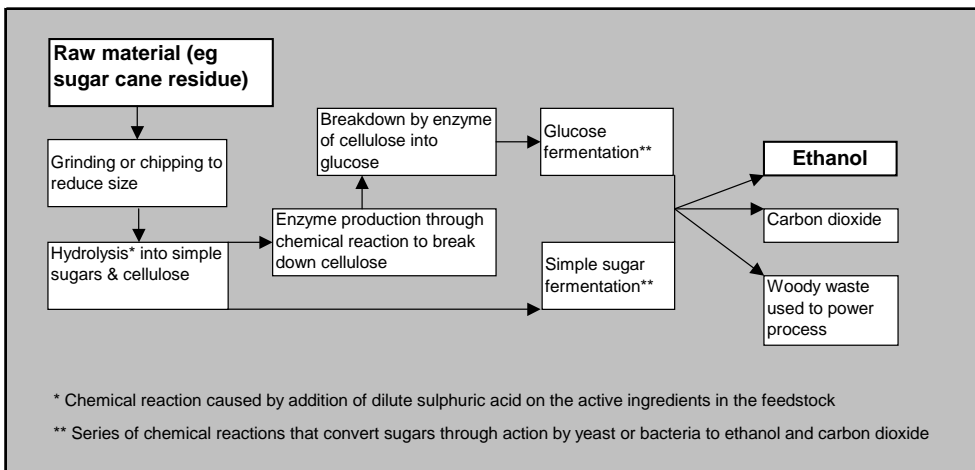 Raw material (eg
sugar cane residue)
Grinding or chipping to
reduce size
Hydrolysis* into simple
sugars & cellulose
Enzyme production through
chemical reaction to break
down cellulose
Breakdown by enzyme
of cellulose into
glucose
Glucose
fermentation**
Simple sugar
fermentation**
Ethanol
Carbon dioxide
Woody waste
used to power
process
* Chemical reaction caused by addition of dilute sulphuric acid on the active ingredients in the feedstock
** Series of chemical reactions that convert sugars through action by yeast or bacteria to ethanol and carbon dioxide